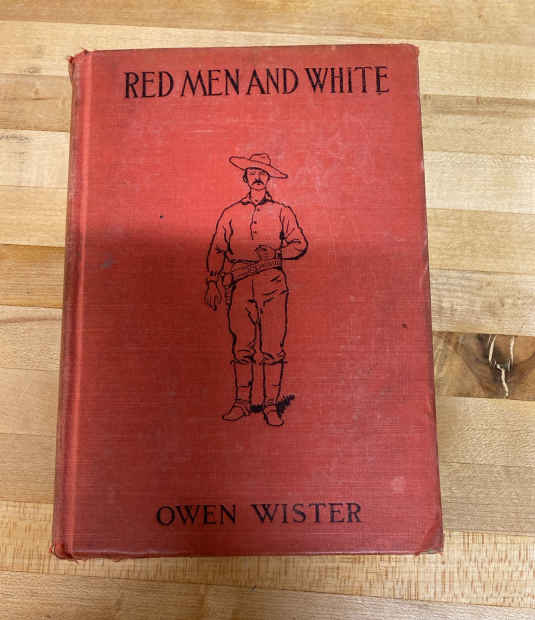 RED MEN AND WHITE
OWEN WISTER